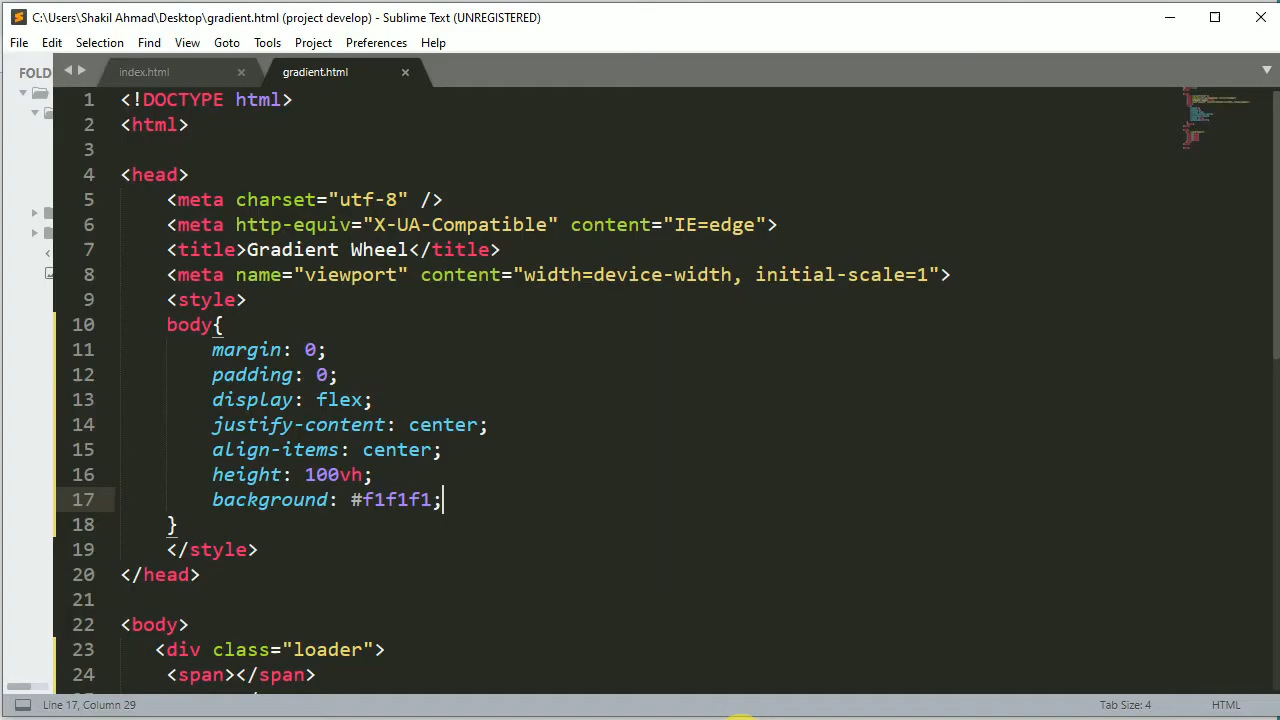 C:\Users\Shakil Ahmad\Desktop\gradient.html (project develop) - Sublime Text (UNREGISTERED)
File Edit Selection Find View Goto Tools Project Preferences Help
FOLD
index.html
gradient.html
1 <!DOCTYPE html>
2 <html>
3
4 <head>
5 <meta charset="utf-8" />
6 <meta http-equiv="X-UA-Compatible" content="IE=edge">
7 <title>Gradient Wheel</title>
8 <meta name="viewport" content="width=device-width, initial-scale=1">
9 <style>
10 body{
11 margin: 0;
12 padding: 0;
13 display: flex;
14 justify-content: center;
15 align-items: center;
16 height: 100vh;
17 background: #f1f1f1;
18 }
19 </style>
20 </head>
21
22 <body>
23 <div class="loader">
24 <span></span>
Line 17, Column 29
Tab Size: 4
HTML